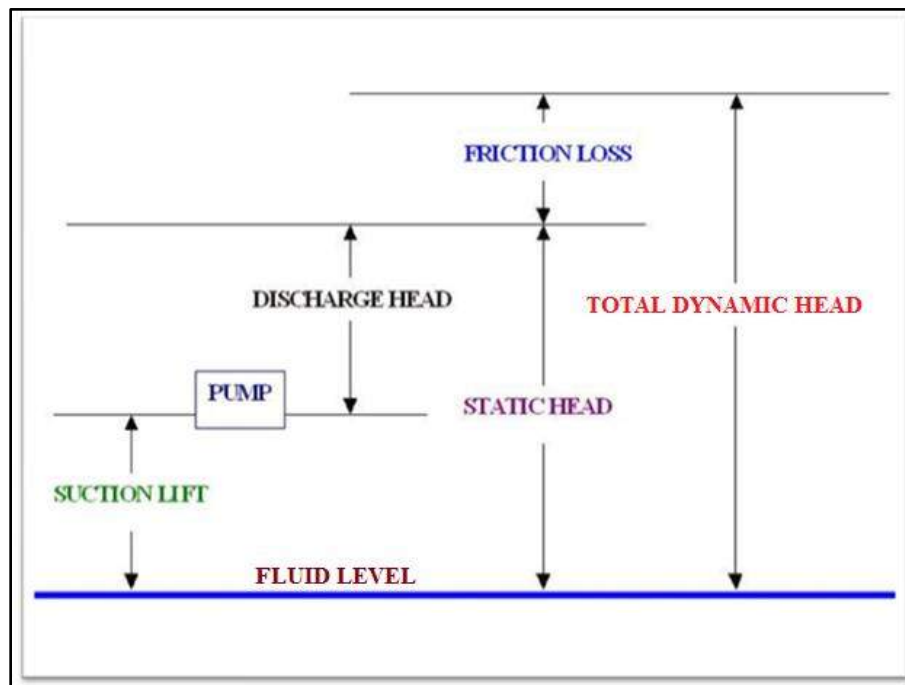 FRICTION LOSS
DISCHARGE HEAD
TOTAL DYNAMIC HEAD
PUMP
STATIC HEAD
SUCTION LIFT
FLUID LEVEL